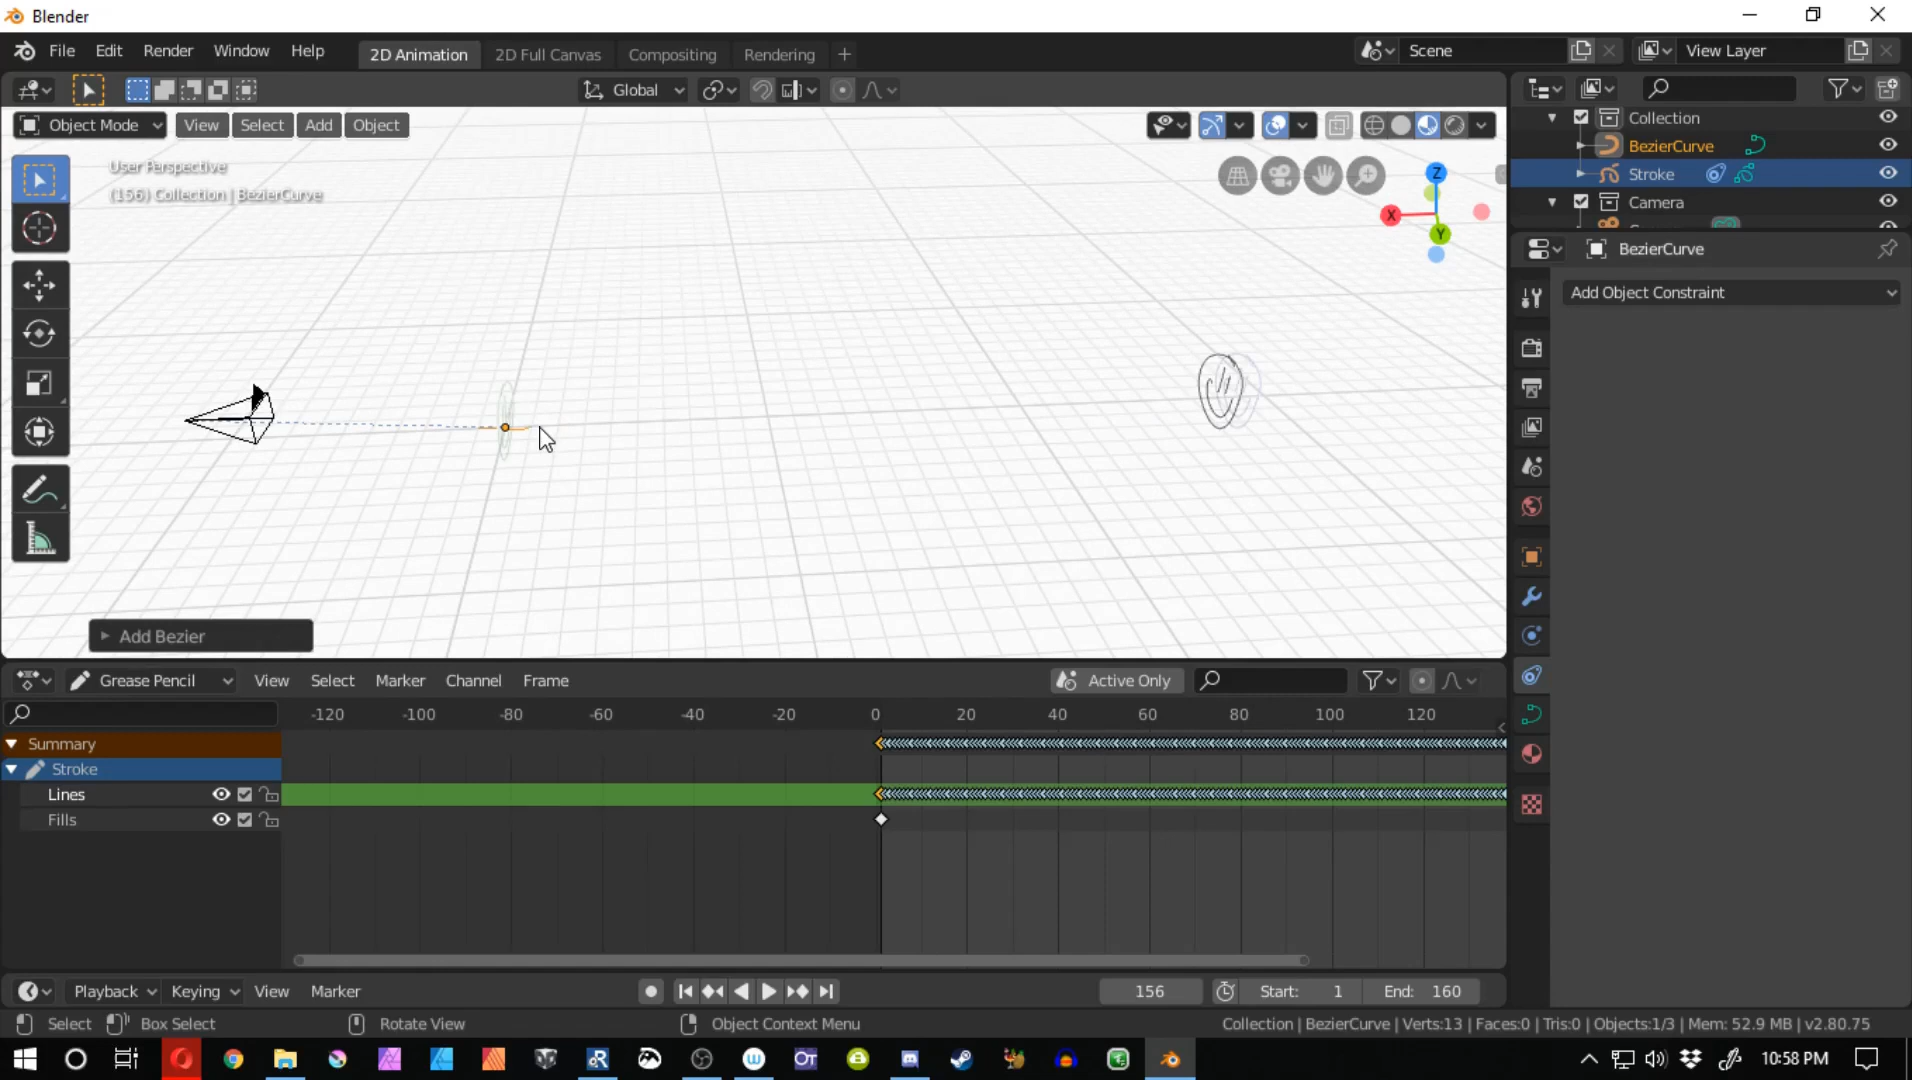 Blender
File Edit Render Window Help 2D Animation 2D Full Canvas Compositing Rendering + Scene View Layer
Global
Object Mode View Select Add Object
User Perspective
(156) Collection | BezierCurve
Z
X
Y
Add Bezier
Collection
BezierCurve
Stroke
Camera
BezierCurve
Add Object Constraint
Grease Pencil View Select Marker Channel Frame Active Only
-120 -100 -80 -60 -40 -20 0 20 40 60 80 100 120
Summary
Stroke
Lines
Fills
Playback Keying View Marker 156 Start: 1 End: 160
Select Box Select Rotate View Object Context Menu Collection | BezierCurve | Verts:13 | Faces:0 | Tris:0 | Objects:1/3 | Mem: 52.9 MB | v2.80.75
10:58 PM